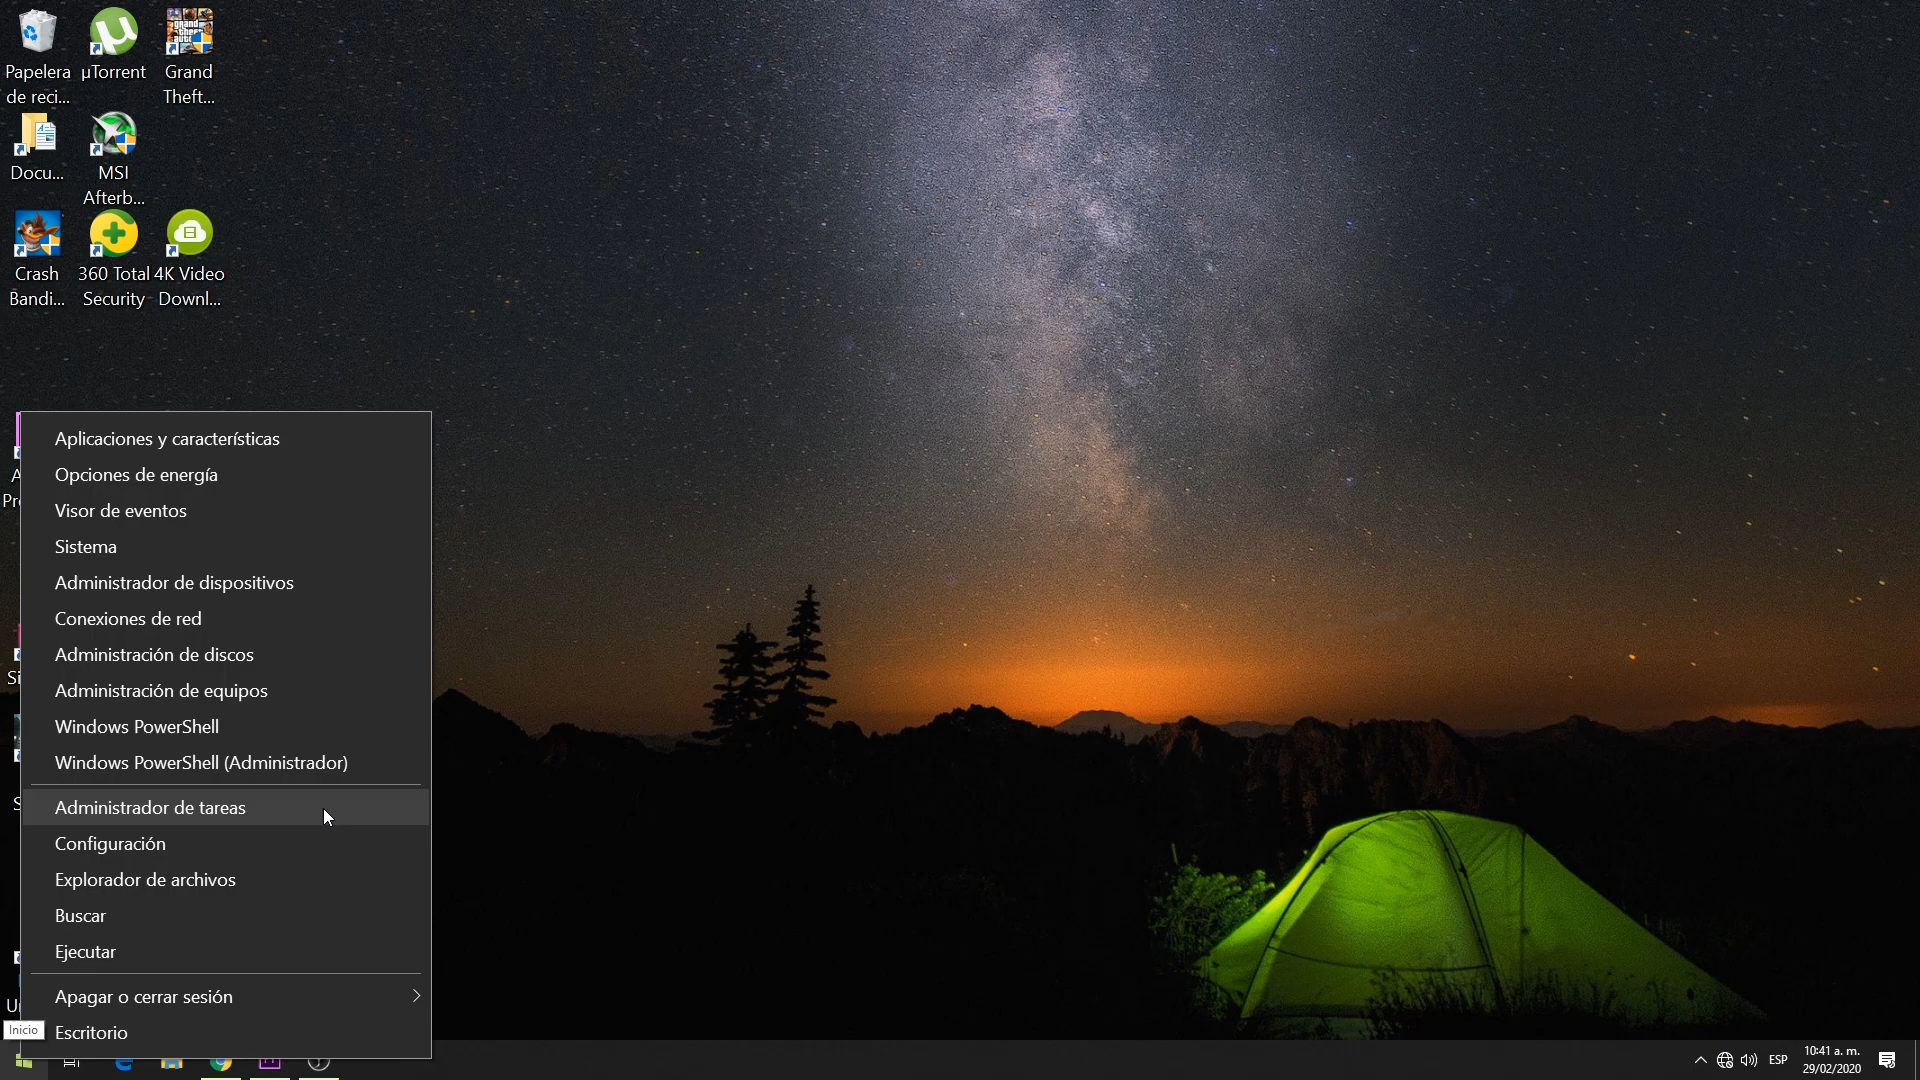 Papelera
de reci...
µTorrent
Grand
Theft...
Docu...
MSI
Afterb...
Crash
Bandi...
360 Total
Security
4K Video
Downl...
Aplicaciones y características
Opciones de energía
Visor de eventos
Sistema
Administrador de dispositivos
Conexiones de red
Administración de discos
Administración de equipos
Windows PowerShell
Windows PowerShell (Administrador)
Administrador de tareas
Configuración
Explorador de archivos
Buscar
Ejecutar
Apagar o cerrar sesión
Escritorio
Inicio
ESP
10:41 a. m.
29/02/2020